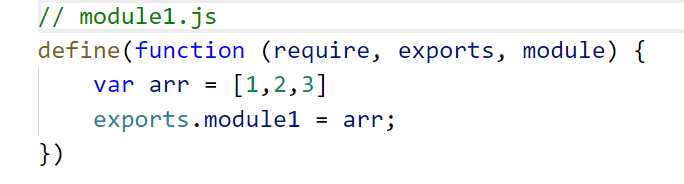 // module1.js
define(function (require, exports, module) {
    var arr = [1,2,3]
    exports.module1 = arr;
})